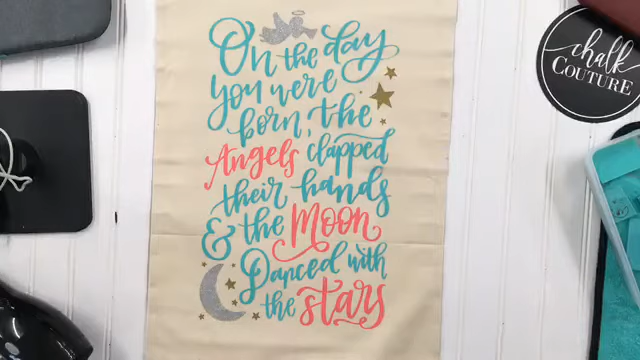 On the day
you were
born, the
Angels clapped
their hands
& the Moon
Danced with
the stars
chalk
COUTURE